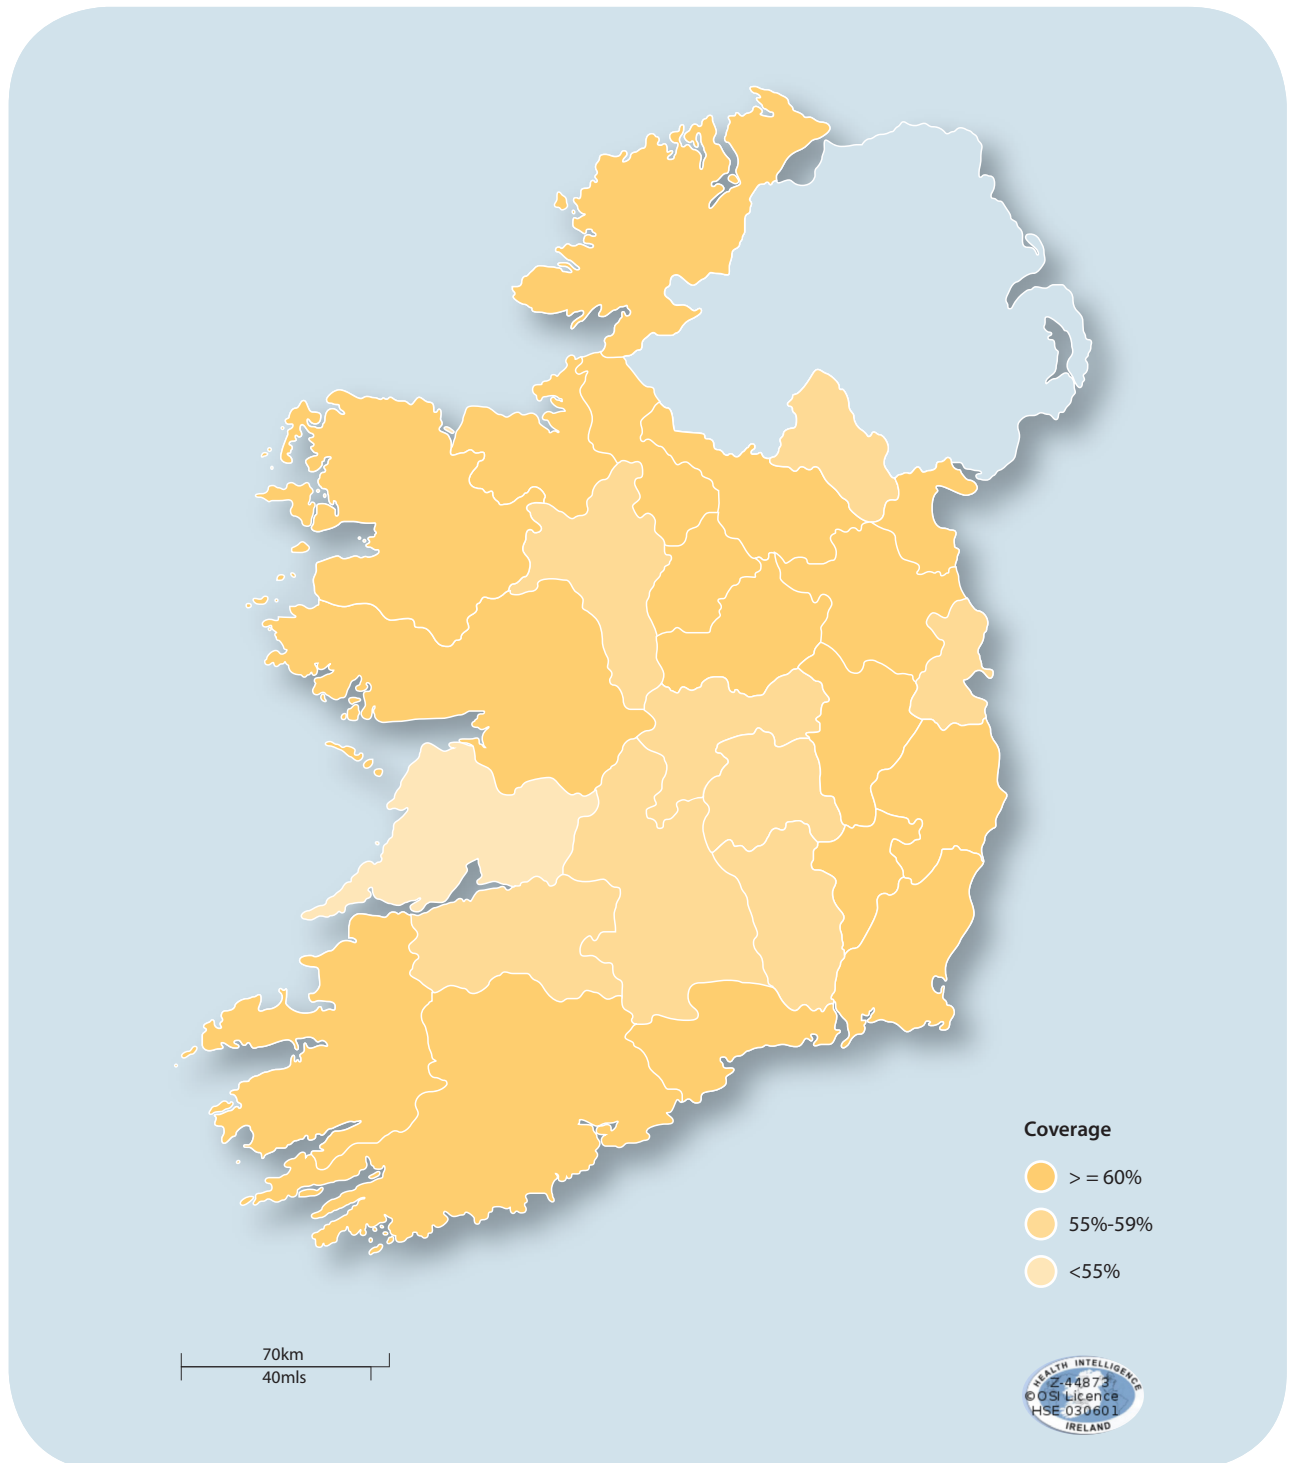 Coverage
> = 60%
55%-59%
<55%
70km
40mls
HEALTH INTELLIGENCE
Z-44873
©OSI Licence
HSE 030601
IRELAND